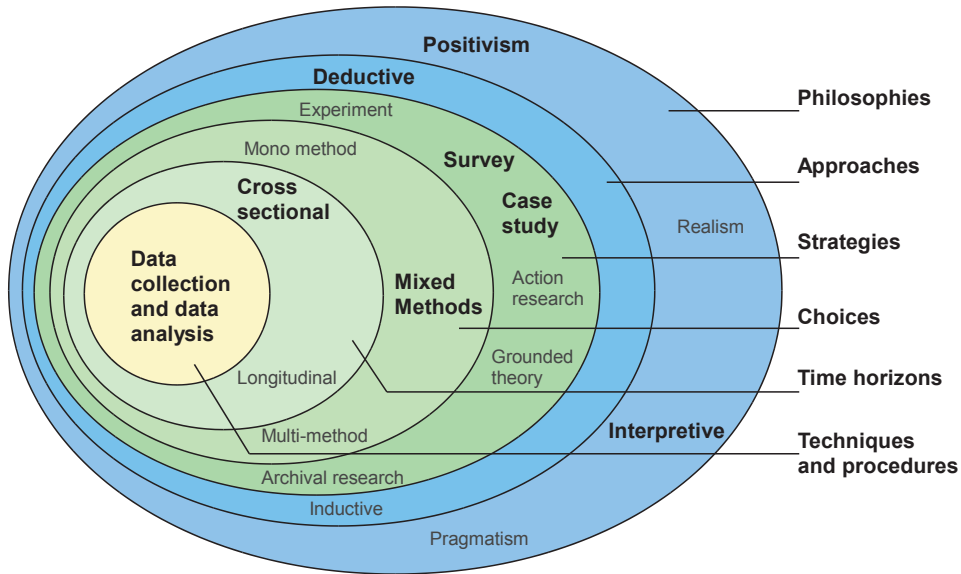 Positivism
Deductive
Experiment
Mono method
Survey
Cross
sectional
Case
study
Realism
Data
collection
and data
analysis
Mixed
Methods
Action
research
Grounded
theory
Longitudinal
Multi-method
Interpretive
Archival research
Inductive
Pragmatism
Philosophies
Approaches
Strategies
Choices
Time horizons
Techniques
and procedures